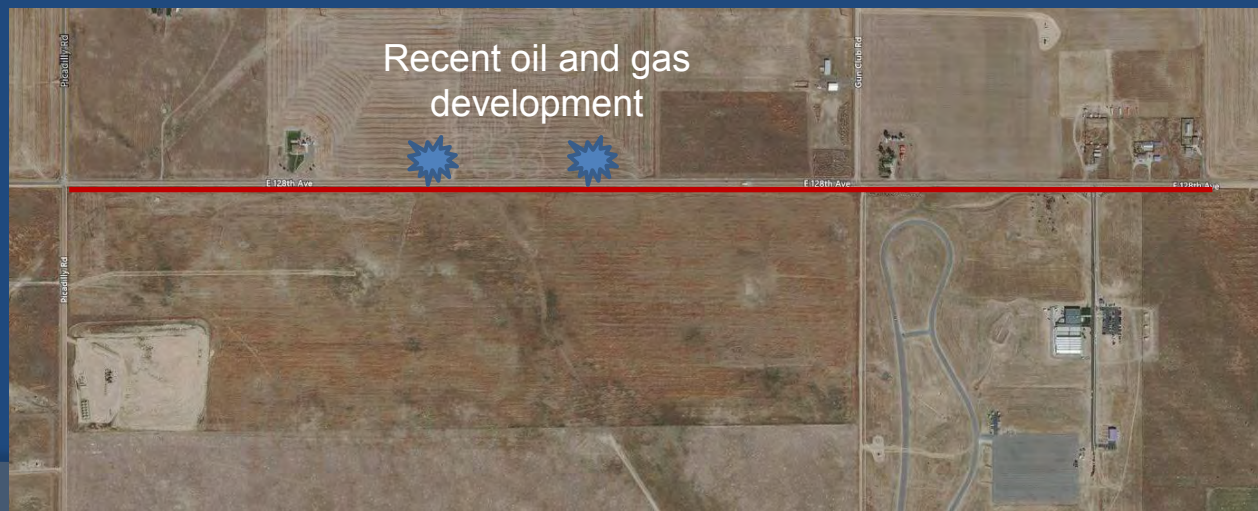 Picadilly Rd
Recent oil and gas
development
Gun Club Rd
E 128th Ave
E 128th Ave
E 128th Ave
Picadilly Rd